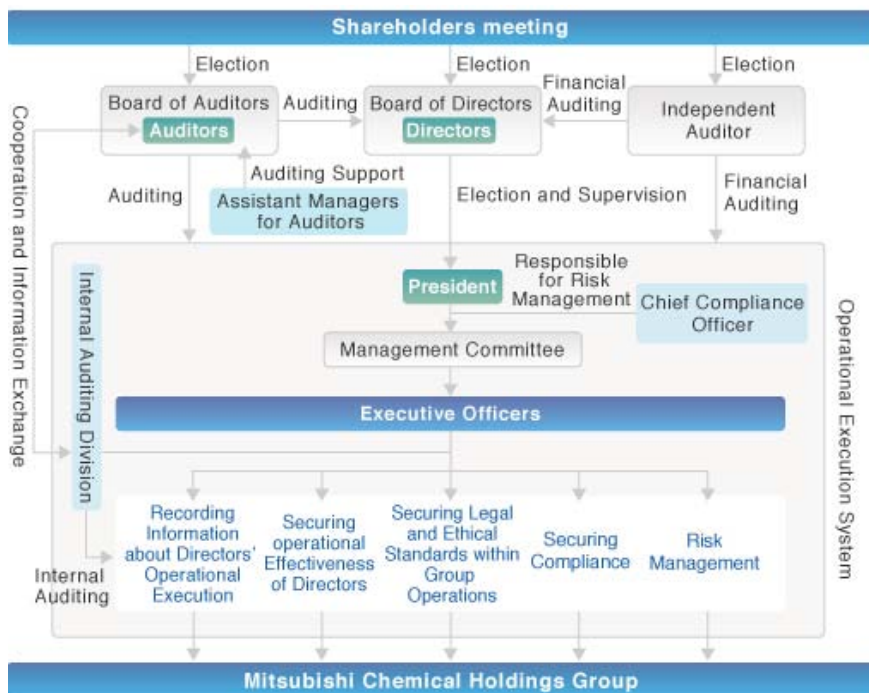 Shareholders meeting
Election
Election
Election
Board of Auditors
Auditors
Auditing
Board of Directors
Directors
Financial
Auditing
Independent
Auditor
Cooperation and Information Exchange
Auditing Support
Assistant Managers
for Auditors
Auditing
Election and Supervision
Financial
Auditing
President
Responsible
for Risk
Management
Chief Compliance
Officer
Management Committee
Internal Auditing Division
Operational Execution System
Executive Officers
Recording
Information
about Directors'
Operational
Execution
Securing
operational
Effectiveness
of Directors
Securing Legal
and Ethical
Standards within
Group
Operations
Securing
Compliance
Risk
Management
Internal
Auditing
Mitsubishi Chemical Holdings Group